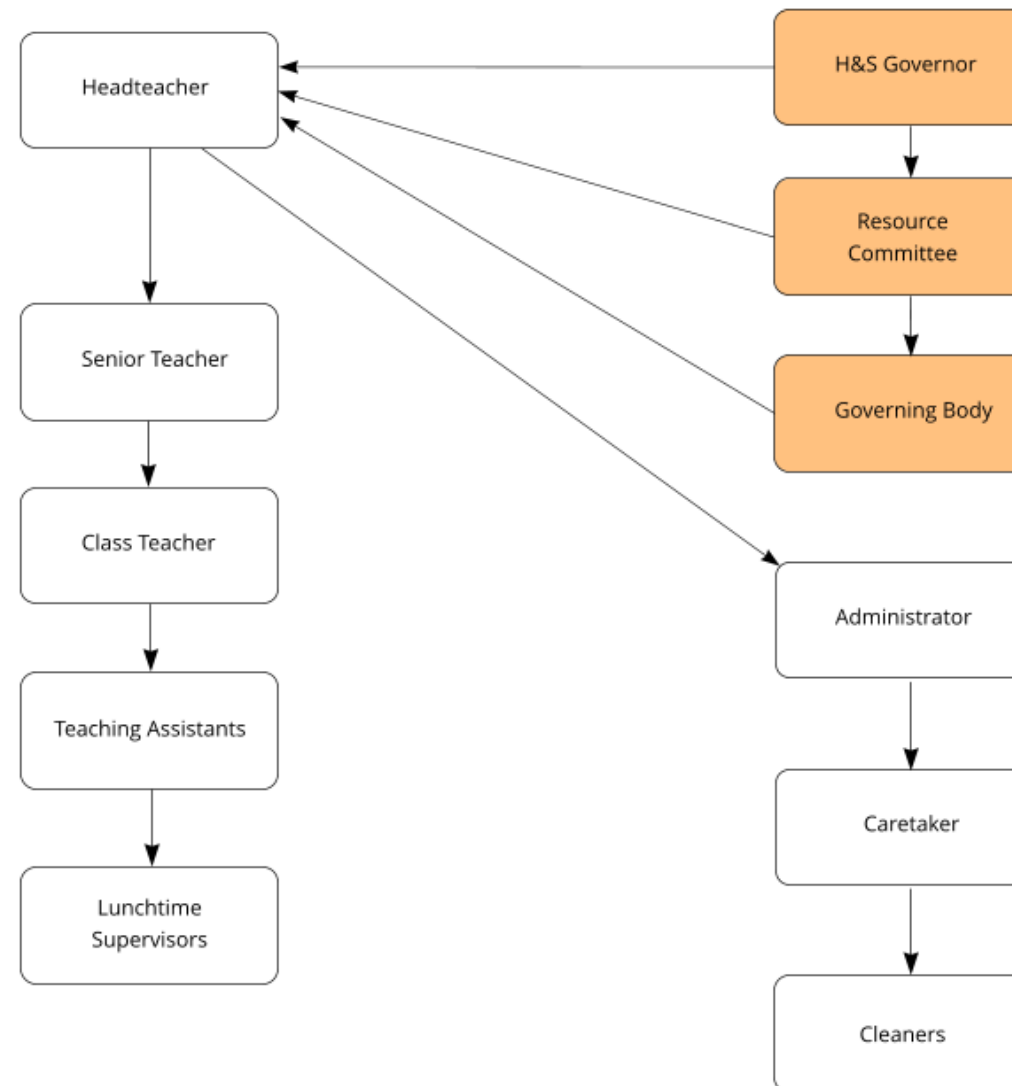 Headteacher
H&S Governor
Resource
Committee
Senior Teacher
Governing Body
Class Teacher
Administrator
Teaching Assistants
Caretaker
Lunchtime
Supervisors
Cleaners